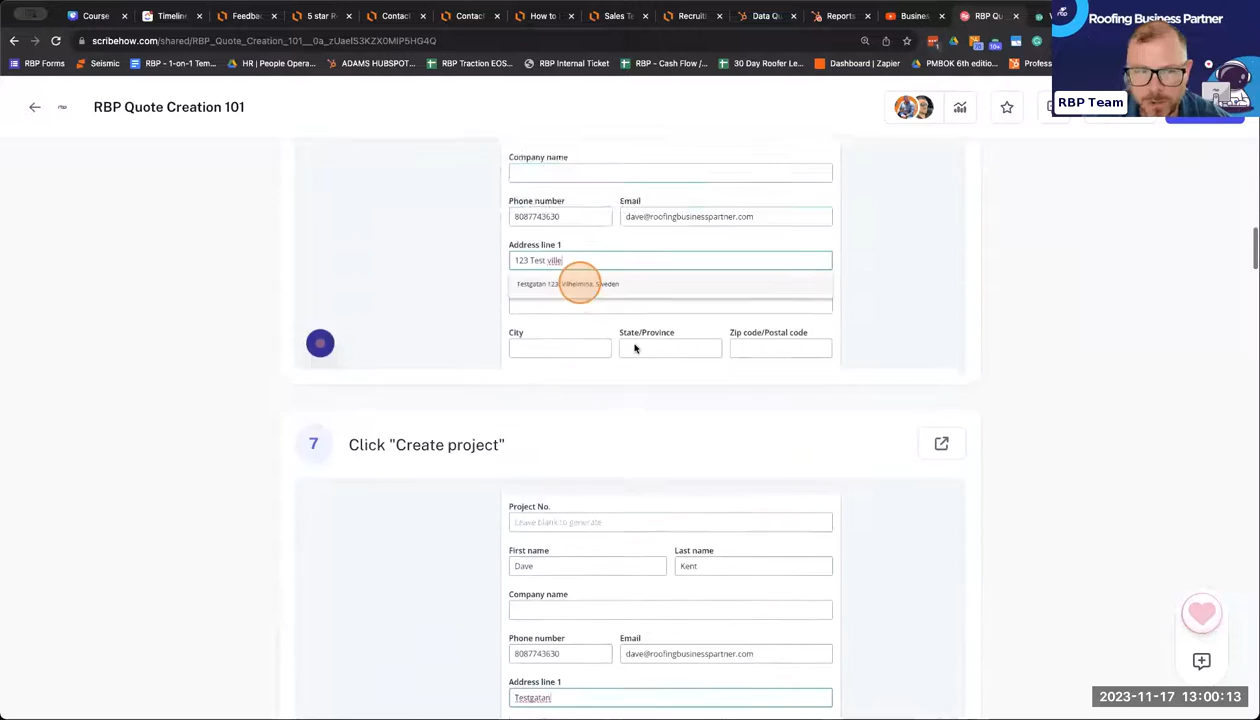 Course
Timeline
Feedba
5 star R
Contac
Contac
How to
Sales Te
Recruit
Data Qu
Reports
Busines
RBP Qu
Roofing Business Partner
scribehow.com/shared/RBP_Quote_Creation_101__0a_zUaeIS3KZX0MIP5HG4Q
RBP Forms
Seismic
RBP - 1-on-1 Tem...
HR | People Opera...
ADAMS HUBSPOT...
RBP Traction EOS...
RBP Internal Ticket
RBP - Cash Flow /...
30 Day Roofer Le...
Dashboard | Zapier
PMBOK 6th editio...
Profess
RBP Team
RBP Quote Creation 101
Company name
Phone number
Email
8087743630
dave@roofingbusinesspartner.com
Address line 1
123 Test ville
Testgatan 123, Vilhelmina, Sweden
City
State/Province
Zip code/Postal code
7
Click "Create project"
Project No.
Leave blank to generate
First name
Last name
Dave
Kent
Company name
Phone number
Email
8087743630
dave@roofingbusinesspartner.com
Address line 1
Testgatan
2023-11-17 13:00:13